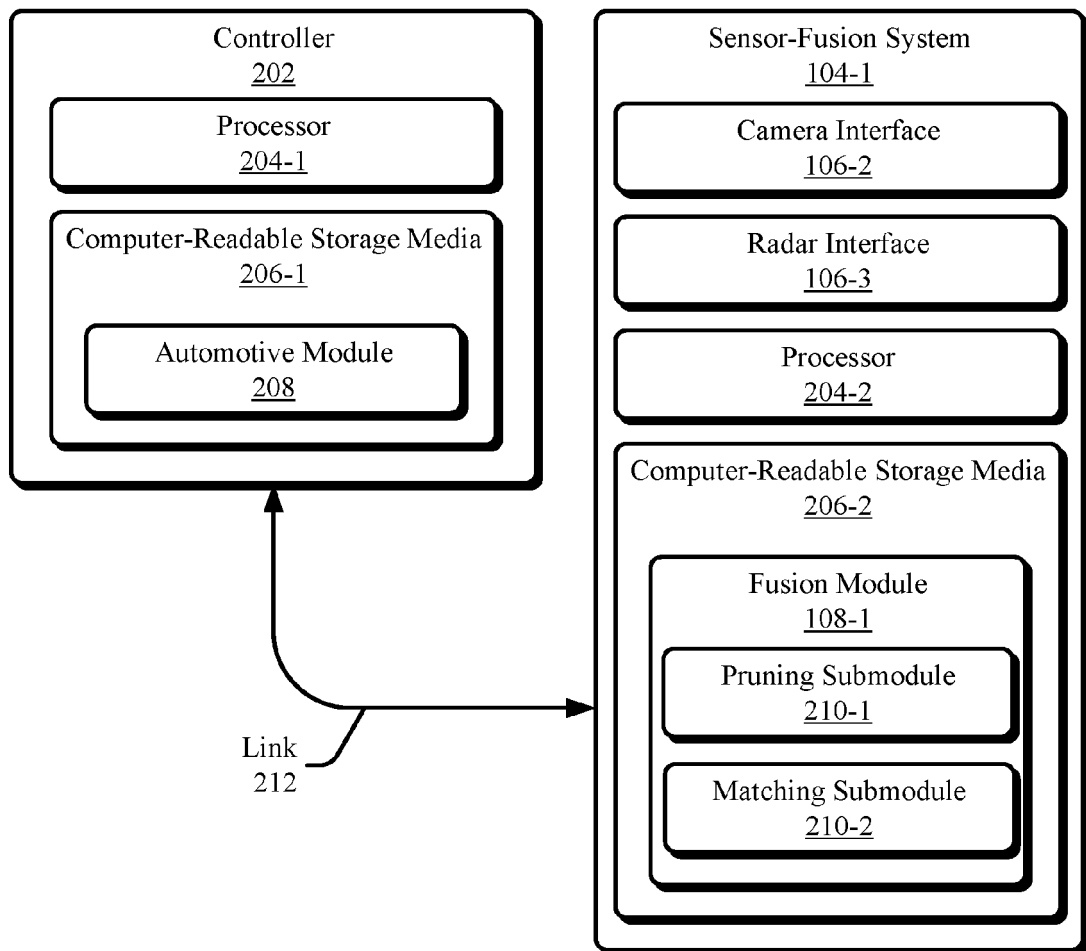 Controller
202
Processor
204-1
Computer-Readable Storage Media
206-1
Automotive Module
208
Link
212
Sensor-Fusion System
104-1
Camera Interface
106-2
Radar Interface
106-3
Processor
204-2
Computer-Readable Storage Media
206-2
Fusion Module
108-1
Pruning Submodule
210-1
Matching Submodule
210-2